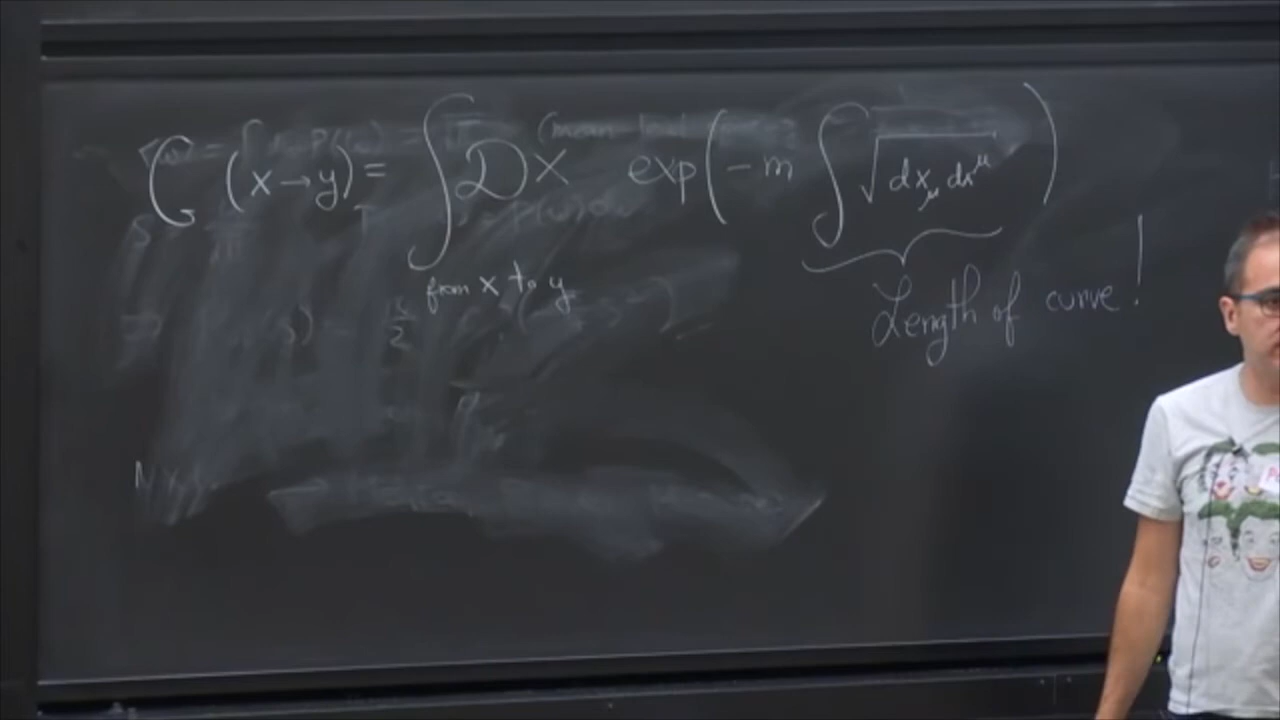 G (x→y) = ∫ 𝒟x exp(-m ∫ √dx_μ dx^μ)
from x to y
Length of curve!